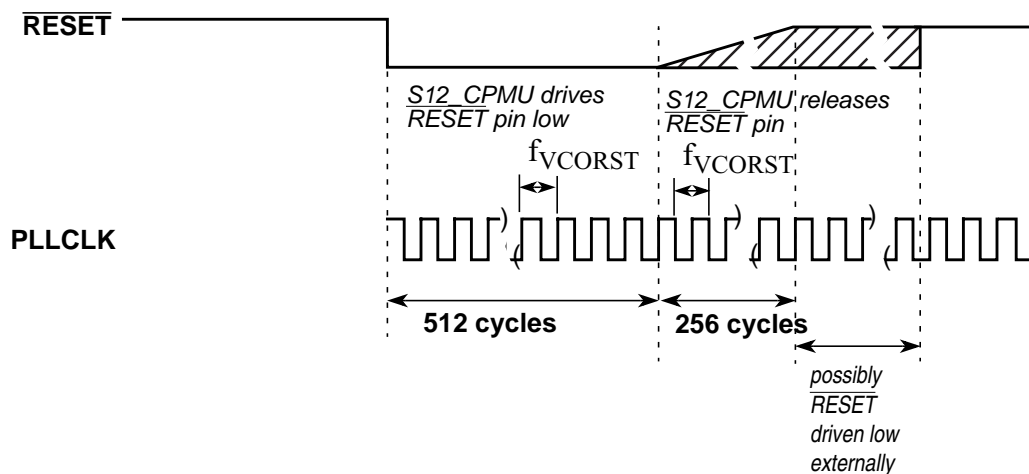 RESET
S12_CPMU drives
RESET pin low
S12_CPMU releases
RESET pin
fVCORST
fVCORST
PLLCLK
512 cycles
256 cycles
possibly
RESET
driven low
externally